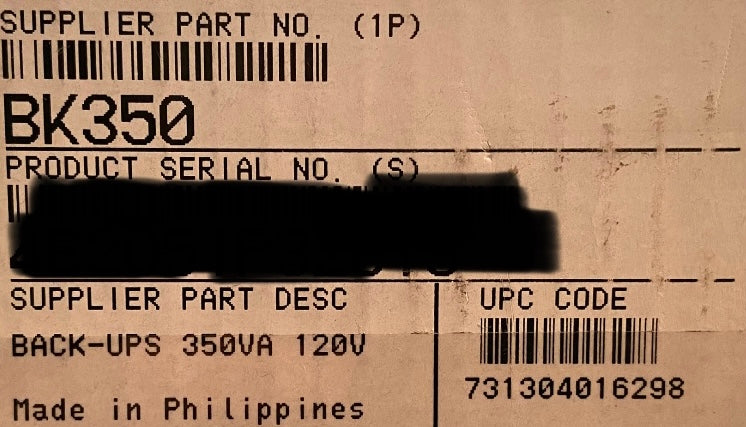 SUPPLIER PART NO. (1P)
BK350
PRODUCT SERIAL NO. (S)
SUPPLIER PART DESC
BACK-UPS 350VA 120V
Made in Philippines
UPC CODE
731304016298